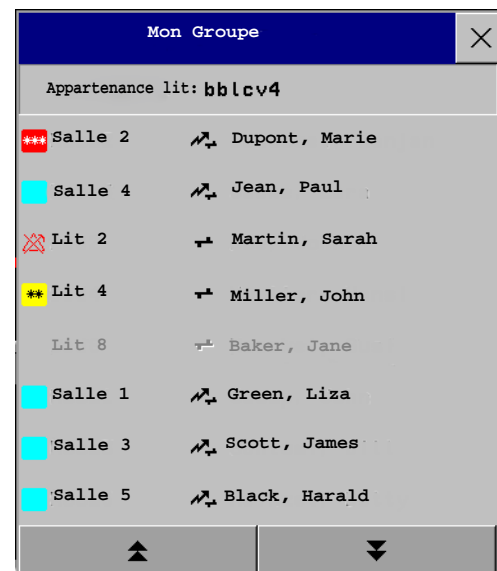 Mon Groupe
Appartenance lit: bblcv4
*** Salle 2 Dupont, Marie
Salle 4 Jean, Paul
Lit 2 Martin, Sarah
** Lit 4 Miller, John
Lit 8 Baker, Jane
Salle 1 Green, Liza
Salle 3 Scott, James
Salle 5 Black, Harald